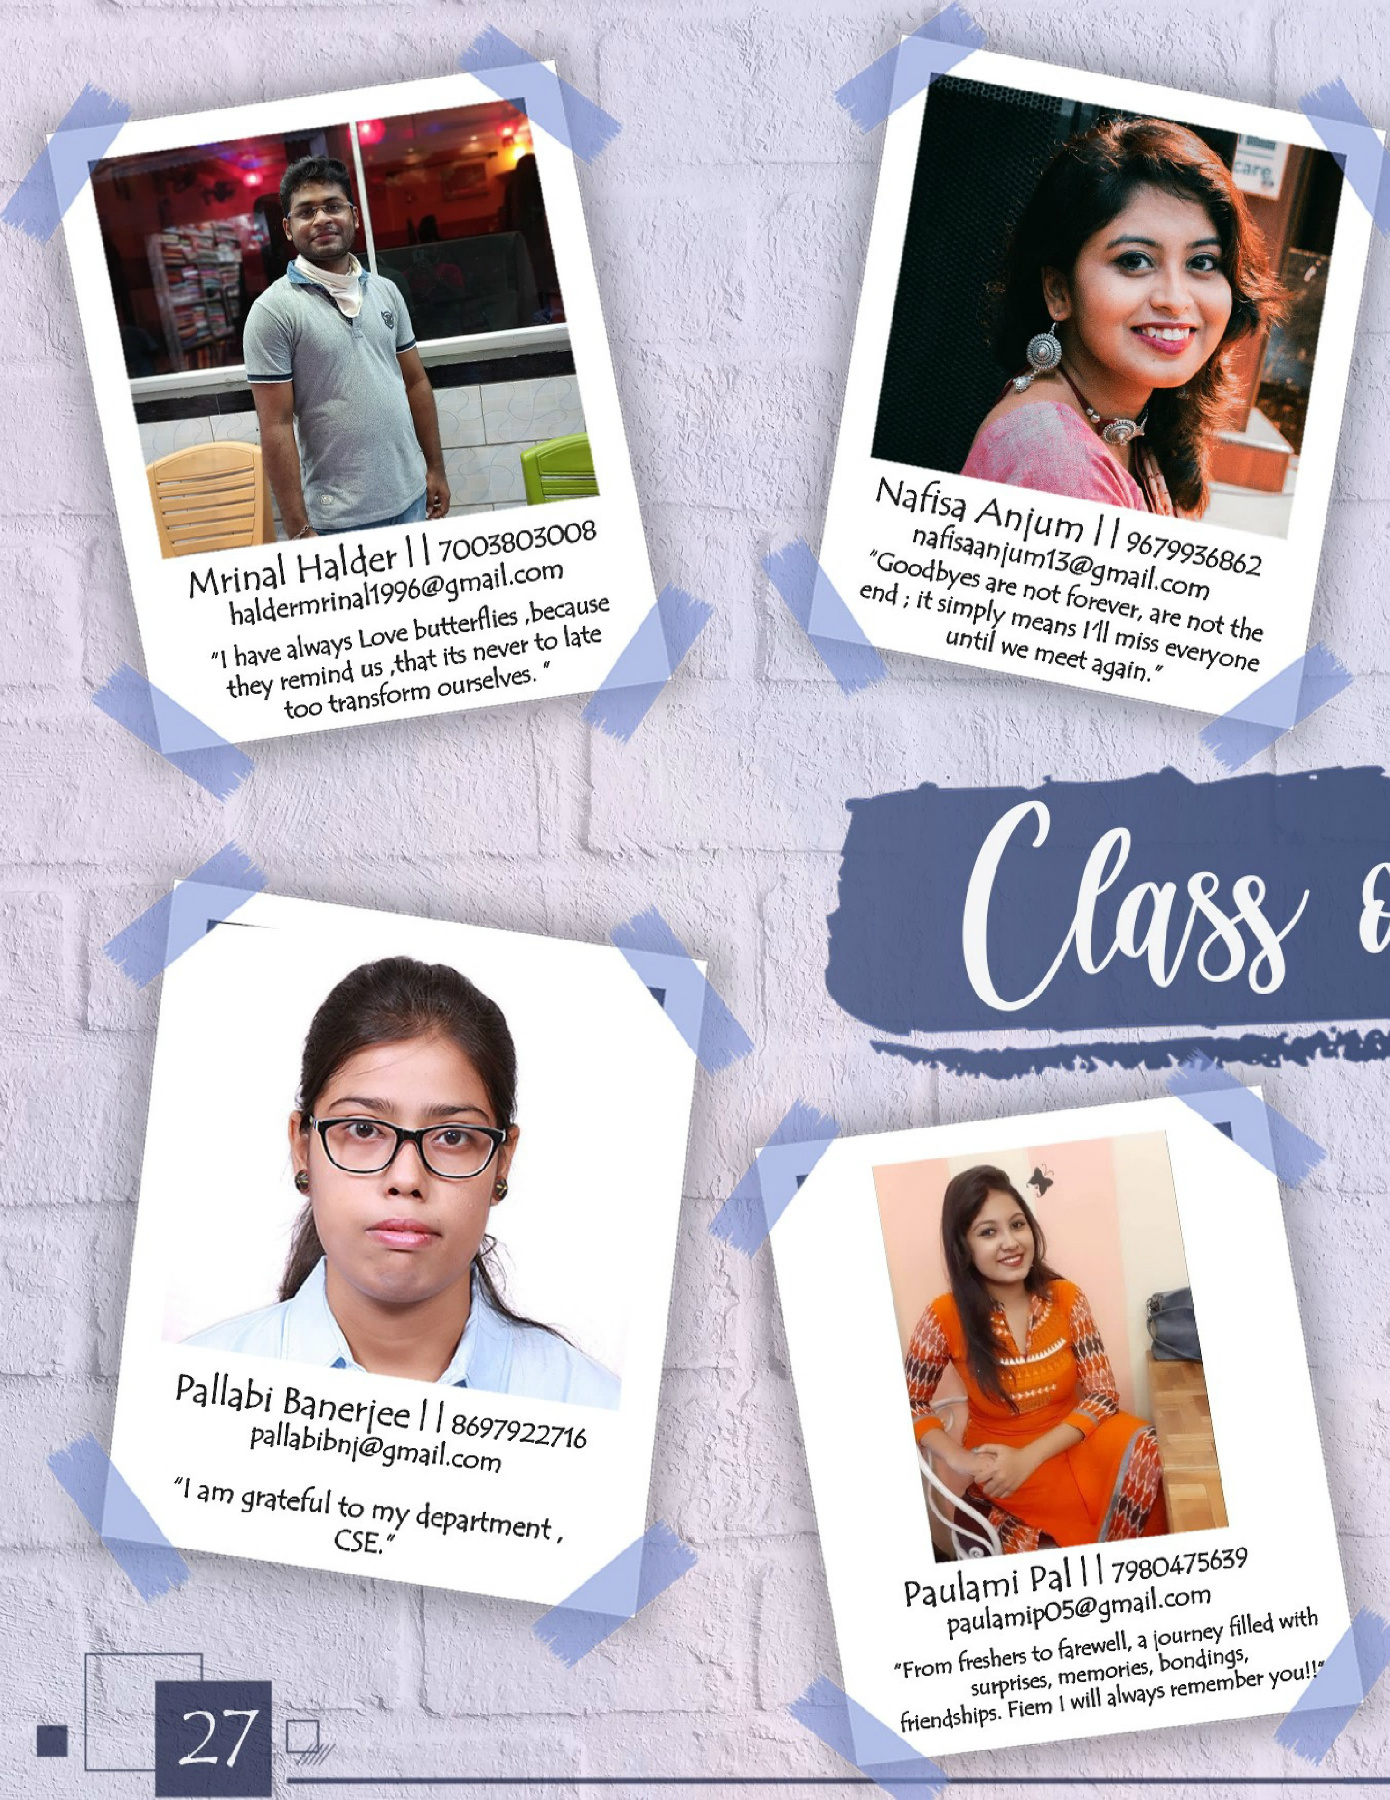 care
Mrinal Halder || 7003803008
haldermrinal1996@gmail.com
"I have always Love butterflies ,because
they remind us ,that its never to late
too transform ourselves. "
Nafisa Anjum || 9679936862
nafisaanjum13@gmail.com
"Goodbyes are not forever, are not the
end ; it simply means I'll miss everyone
until we meet again."
Class
Pallabi Banerjee || 8697922716
pallabibnj@gmail.com
"I am grateful to my department ,
CSE."
Paulami Pal || 7980475639
paulamip05@gmail.com
"From freshers to farewell, a journey filled with
surprises, memories, bondings,
friendships. Fiem I will always remember you!!"
27